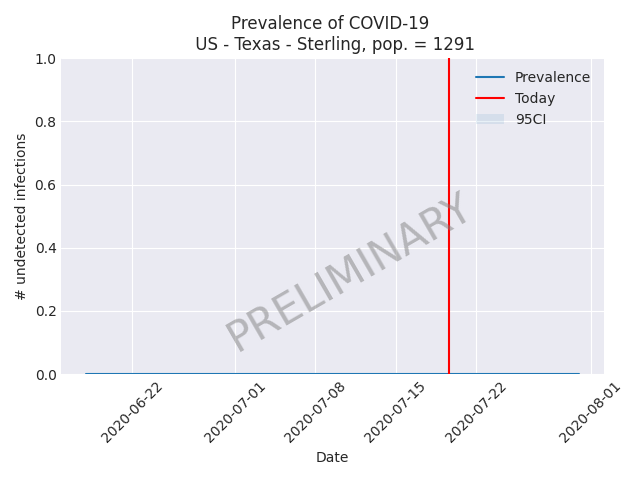 Prevalence of COVID-19
US - Texas - Sterling, pop. = 1291
1.0
0.8
0.6
0.4
0.2
0.0
# undetected infections
Prevalence
Today
95CI
PRELIMINARY
2020-06-22
2020-07-01
2020-07-08
2020-07-15
2020-07-22
2020-08-01
Date